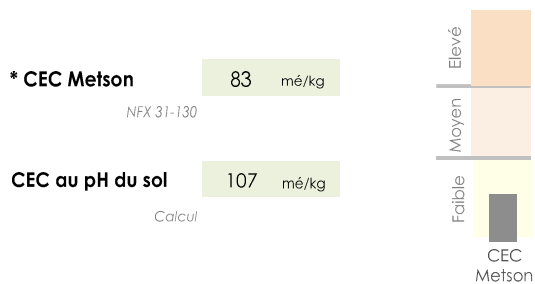 * CEC Metson 83 mé/kg
NFX 31-130
CEC au pH du sol 107 mé/kg
Calcul
Elevé
Moyen
Faible
CEC
Metson